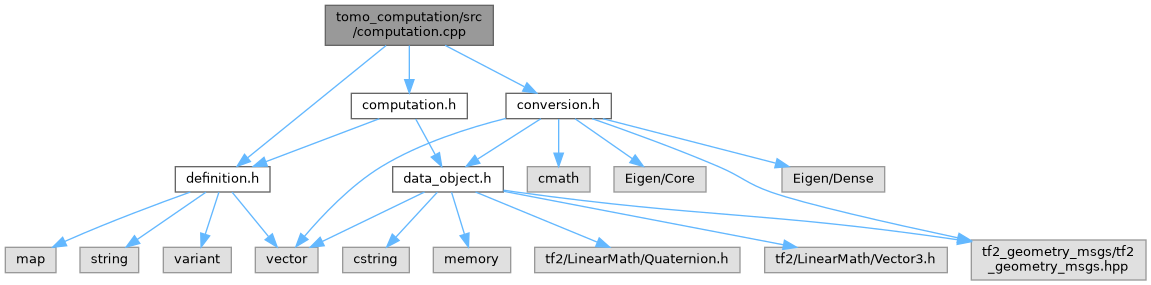 tomo_computation/src
/computation.cpp
computation.h
conversion.h
definition.h
data_object.h
cmath
Eigen/Core
Eigen/Dense
map
string
variant
vector
cstring
memory
tf2/LinearMath/Quaternion.h
tf2/LinearMath/Vector3.h
tf2_geometry_msgs/tf2
_geometry_msgs.hpp